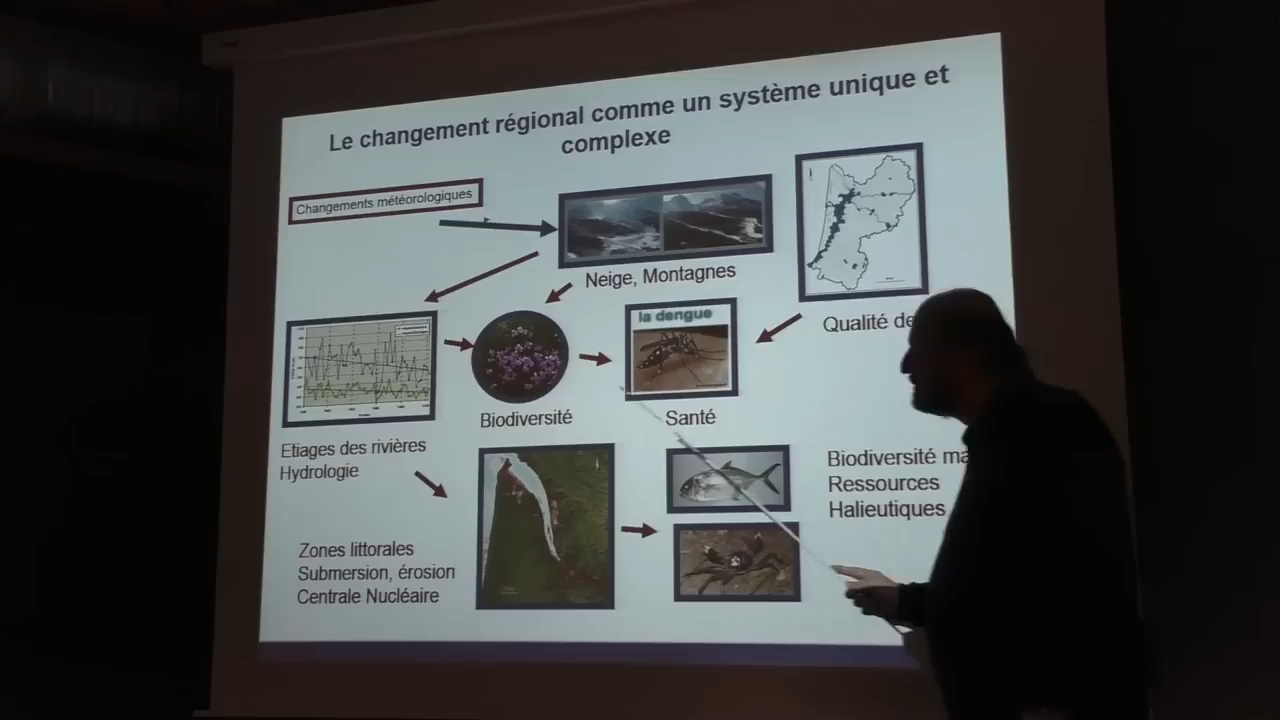 Le changement régional comme un système unique et
complexe
Changements météorologiques
Neige, Montagnes
Qualité de
la dengue
Biodiversité
Santé
Etiages des rivières
Hydrologie
Biodiversité ma
Ressources
Halieutiques
Zones littorales
Submersion, érosion
Centrale Nucléaire